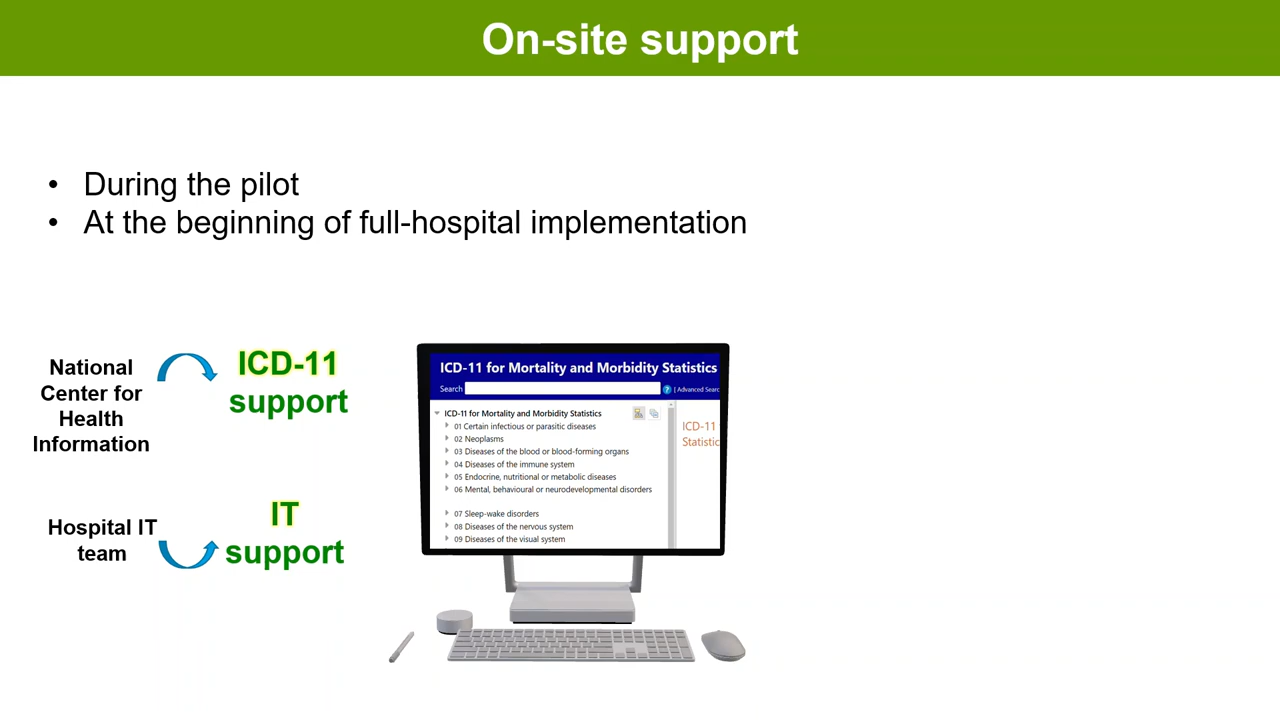 On-site support
• During the pilot
• At the beginning of full-hospital implementation
National
Center for
Health
Information
ICD-11
support
Hospital IT
team
IT
support
ICD-11 for Mortality and Morbidity Statistics
Search
? [ Advanced Searc
ICD-11 for Mortality and Morbidity Statistics
01 Certain infectious or parasitic diseases
02 Neoplasms
03 Diseases of the blood or blood-forming organs
04 Diseases of the immune system
05 Endocrine, nutritional or metabolic diseases
06 Mental, behavioural or neurodevelopmental disorders
07 Sleep-wake disorders
08 Diseases of the nervous system
09 Diseases of the visual system
ICD-11
Statistic